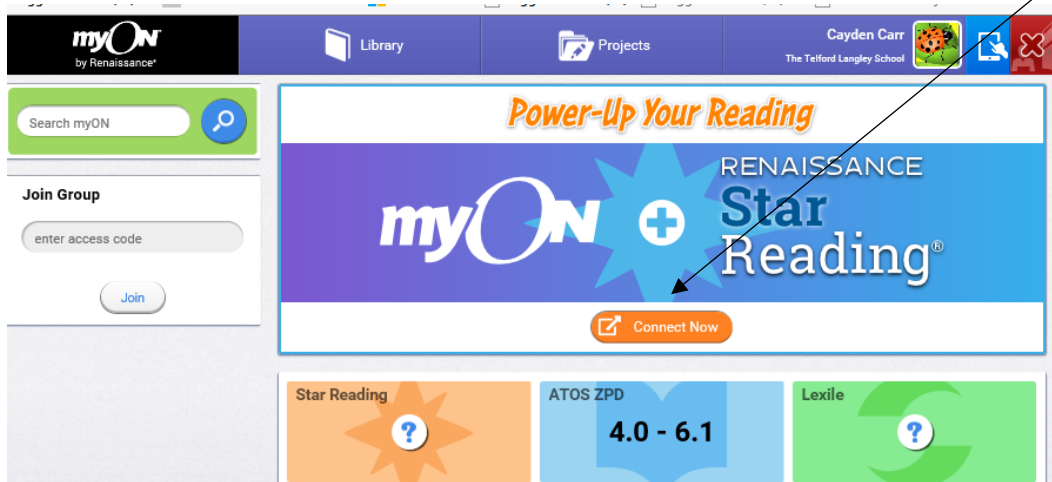 myON
by Renaissance®
Library
Projects
Cayden Carr
The Telford Langley School
Search myON
Join Group
enter access code
Join
Power-Up Your Reading
myON
RENAISSANCE
Star
Reading®
Connect Now
Star Reading
?
ATOS ZPD
4.0 - 6.1
Lexile
?